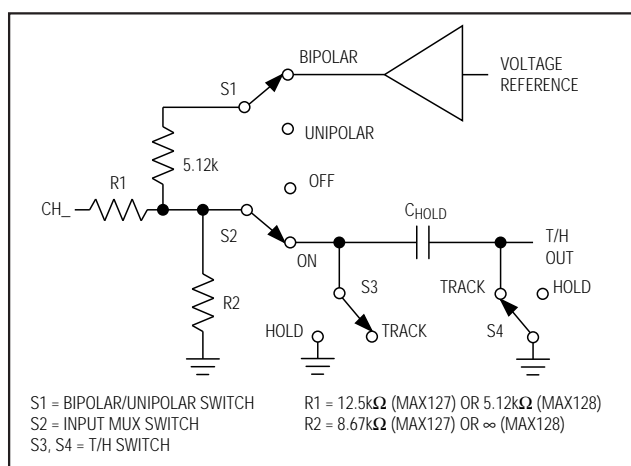 BIPOLAR
VOLTAGE
REFERENCE
S1
UNIPOLAR
5.12k
OFF
R1
CH_
S2
CHOLD
T/H
OUT
ON
R2
S3
TRACK
HOLD
HOLD
TRACK
S4
S1 = BIPOLAR/UNIPOLAR SWITCH
S2 = INPUT MUX SWITCH
S3, S4 = T/H SWITCH
R1 = 12.5kΩ (MAX127) OR 5.12kΩ (MAX128)
R2 = 8.67kΩ (MAX127) OR ∞ (MAX128)